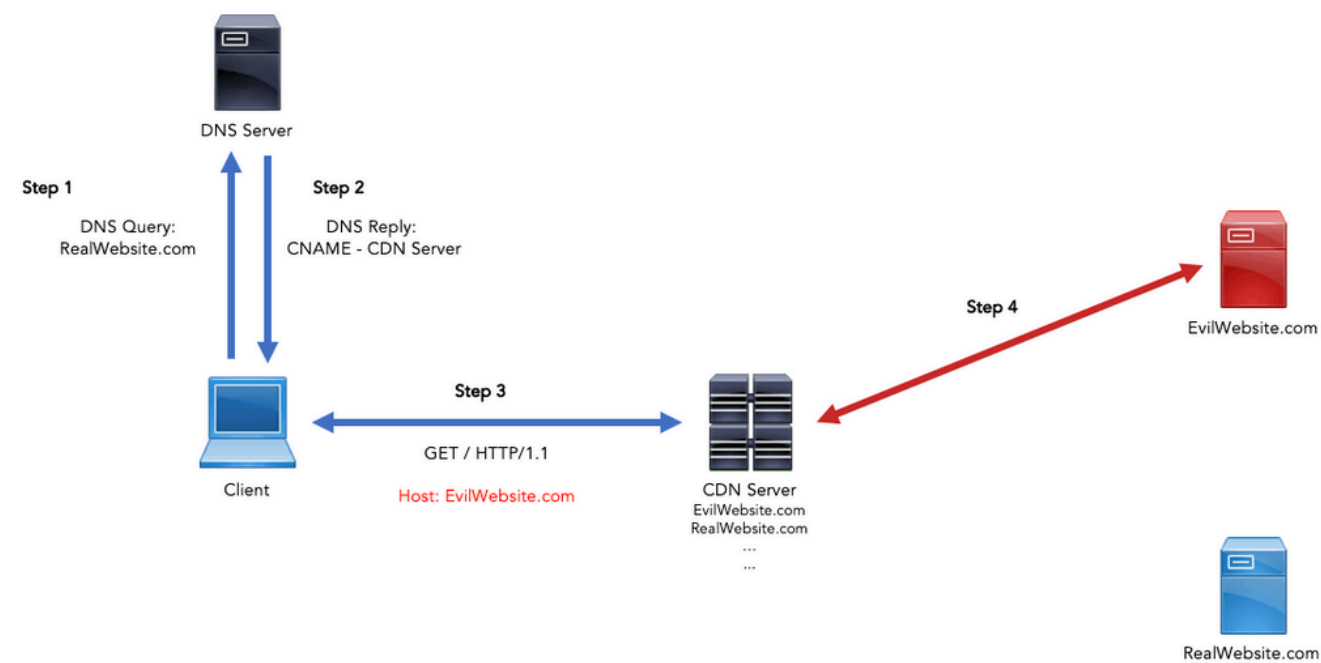 DNS Server
Step 1
Step 2
DNS Query:
RealWebsite.com
DNS Reply:
CNAME - CDN Server
Step 4
EvilWebsite.com
Step 3
GET / HTTP/1.1
Host: EvilWebsite.com
Client
CDN Server
EvilWebsite.com
RealWebsite.com
...
...
RealWebsite.com